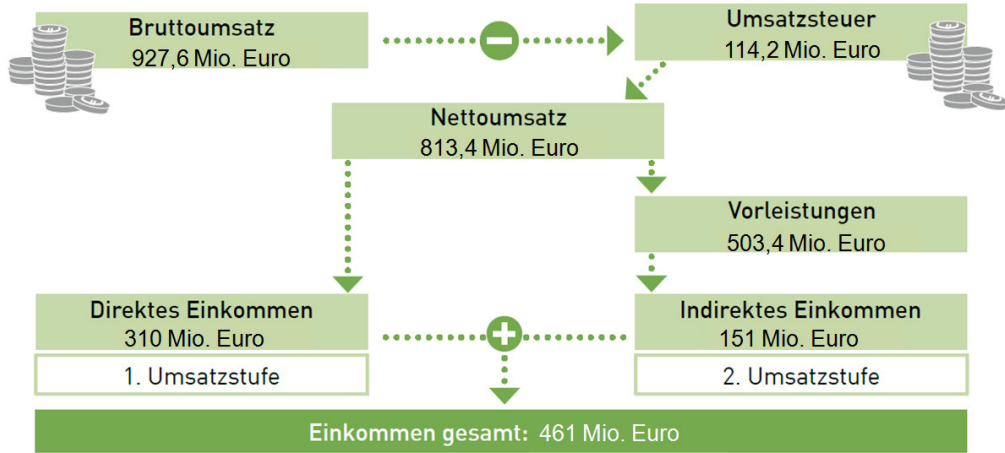 Bruttoumsatz
927,6 Mio. Euro
Umsatzsteuer
114,2 Mio. Euro
Nettoumsatz
813,4 Mio. Euro
Vorleistungen
503,4 Mio. Euro
Direktes Einkommen
310 Mio. Euro
1. Umsatzstufe
Indirektes Einkommen
151 Mio. Euro
2. Umsatzstufe
Einkommen gesamt: 461 Mio. Euro